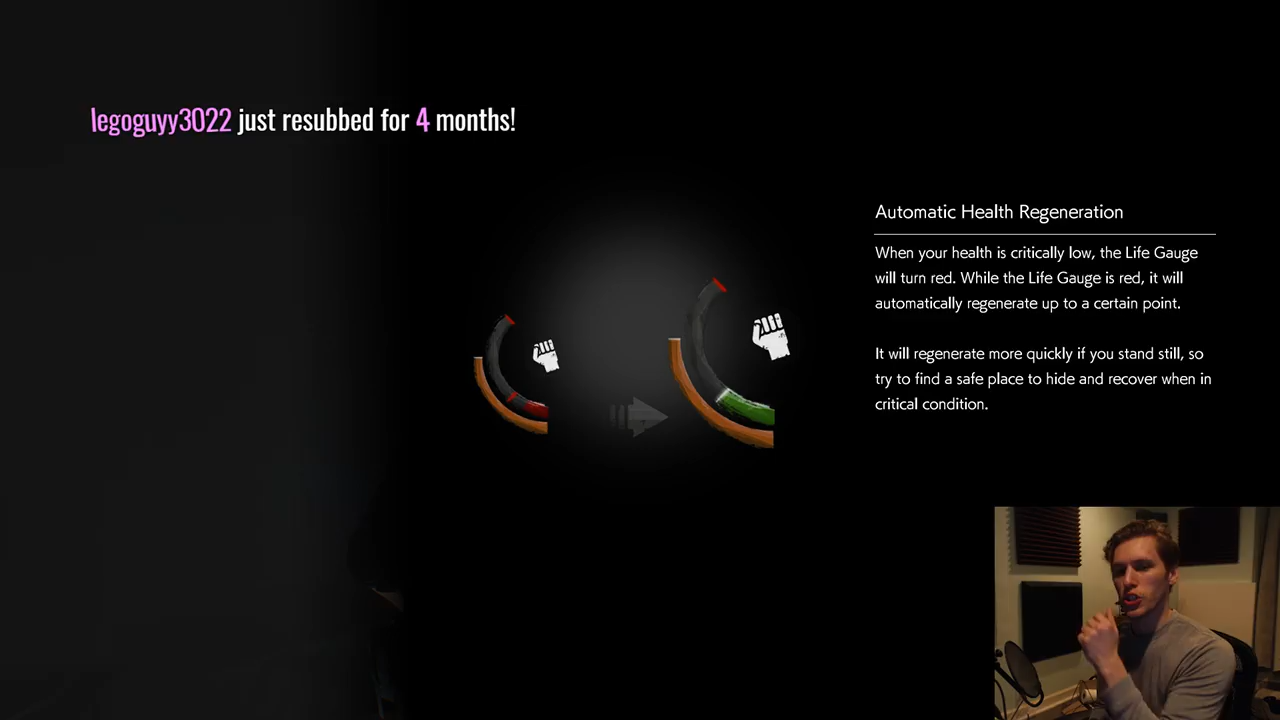 legoguyy3022 just resubbed for 4 months!
Automatic Health Regeneration
When your health is critically low, the Life Gauge
will turn red. While the Life Gauge is red, it will
automatically regenerate up to a certain point.
It will regenerate more quickly if you stand still, so
try to find a safe place to hide and recover when in
critical condition.